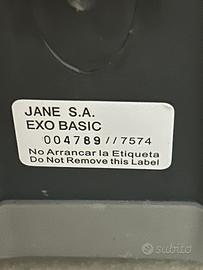 JANE S.A.
EXO BASIC
004789//7574
No Arrancar la Etiqueta
Do Not Remove this Label
subito